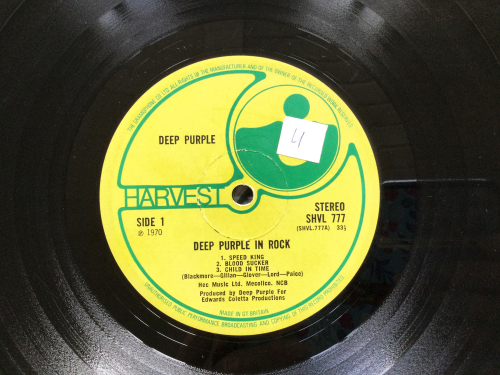 THE GRAMOPHONE CO LTD. ALL RIGHTS OF THE MANUFACTURER AND OF THE OWNER OF THE RECORDED WORK RESERVED
DEEP PURPLE
4
HARVEST
SIDE 1
℗ 1970
STEREO
SHVL 777
(SHVL.777A) 33⅓
DEEP PURPLE IN ROCK
1. SPEED KING
2. BLOOD SUCKER
3. CHILD IN TIME
(Blackmore—Gillan—Glover—Lord—Paice)
Hec Music Ltd. Mecolico. NCB
Produced by Deep Purple For
Edwards Coletta Productions
MADE IN GT. BRITAIN
UNAUTHORISED PUBLIC PERFORMANCE BROADCASTING AND COPYING OF THIS RECORD PROHIBITED